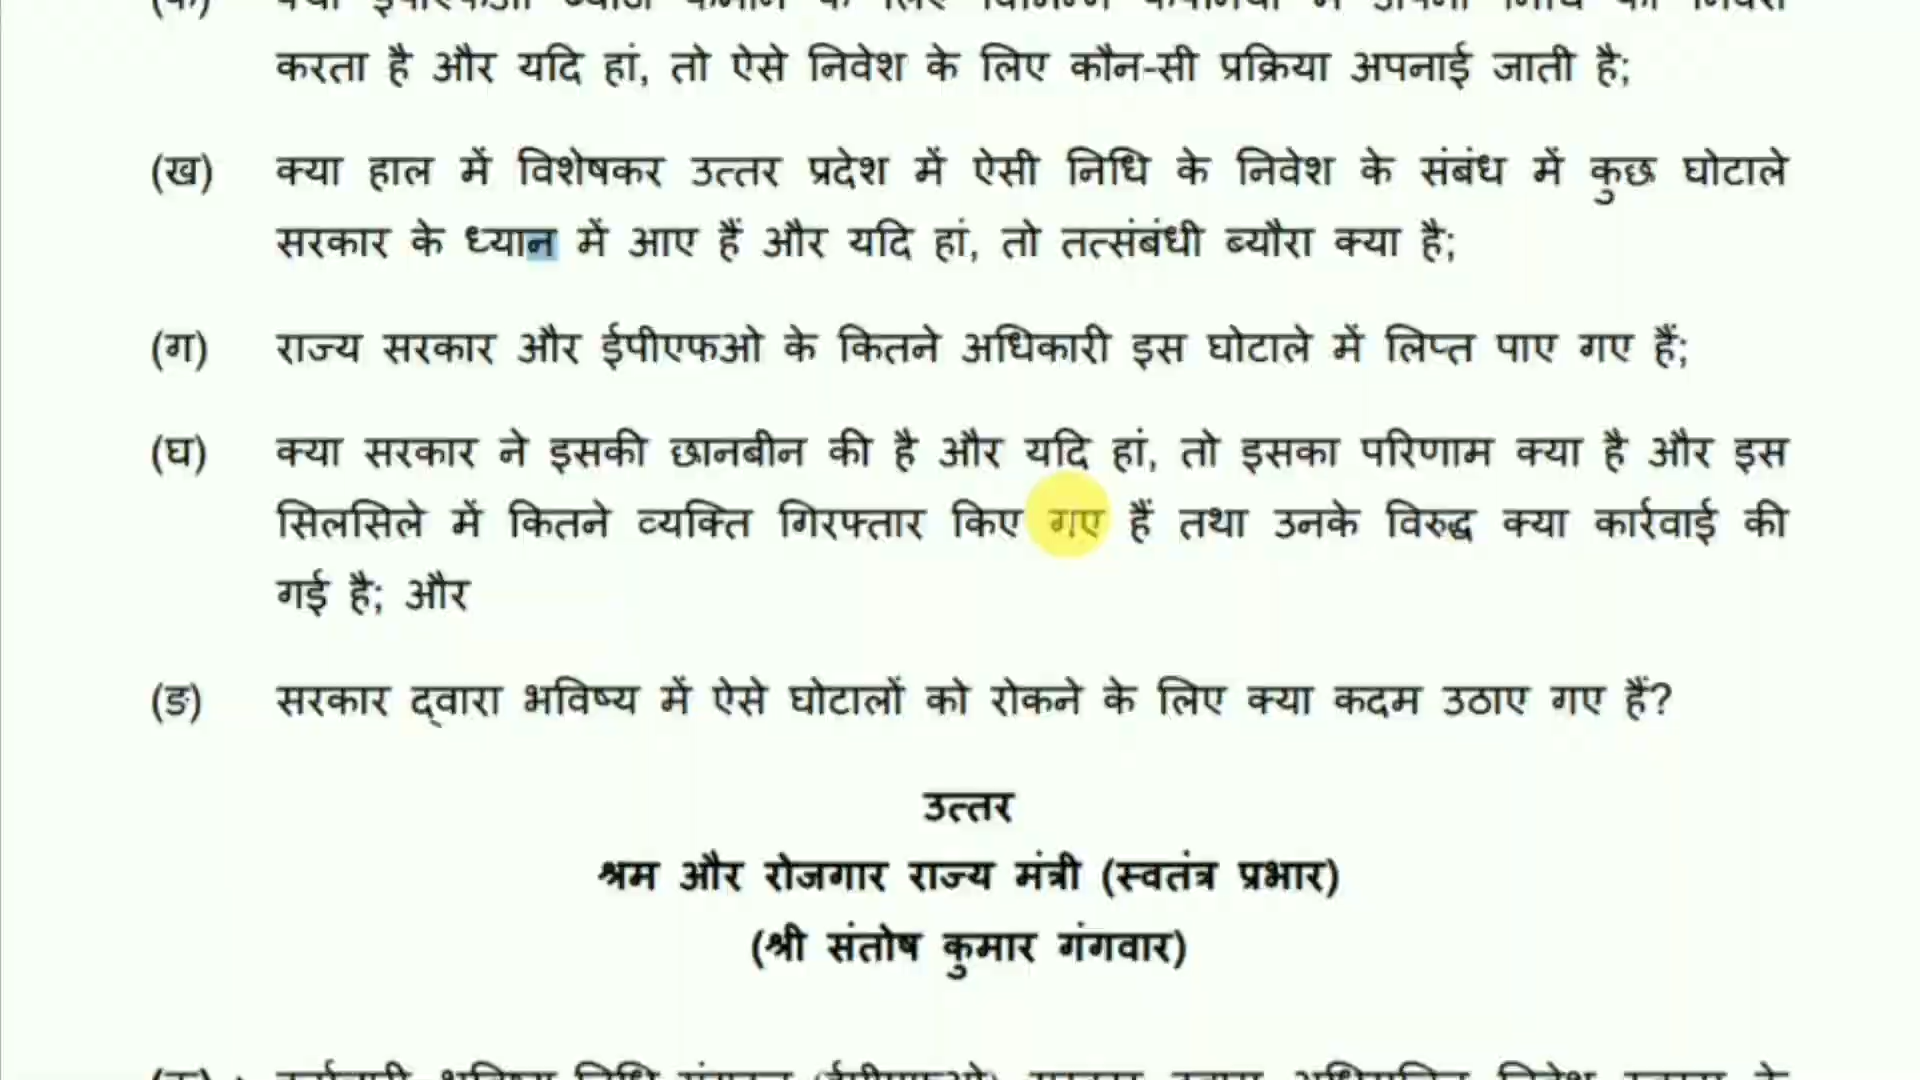 करता है और यदि हां, तो ऐसे निवेश के लिए कौन-सी प्रक्रिया अपनाई जाती है;
(ख) क्या हाल में विशेषकर उत्तर प्रदेश में ऐसी निधि के निवेश के संबंध में कुछ घोटाले
सरकार के ध्यान में आए हैं और यदि हां, तो तत्संबंधी ब्यौरा क्या है;
(ग) राज्य सरकार और ईपीएफओ के कितने अधिकारी इस घोटाले में लिप्त पाए गए हैं;
(घ) क्या सरकार ने इसकी छानबीन की है और यदि हां, तो इसका परिणाम क्या है और इस
सिलसिले में कितने व्यक्ति गिरफ्तार किए गए हैं तथा उनके विरुद्ध क्या कार्रवाई की
गई है; और
(ङ) सरकार द्वारा भविष्य में ऐसे घोटालों को रोकने के लिए क्या कदम उठाए गए हैं?
उत्तर
श्रम और रोजगार राज्य मंत्री (स्वतंत्र प्रभार)
(श्री संतोष कुमार गंगवार)